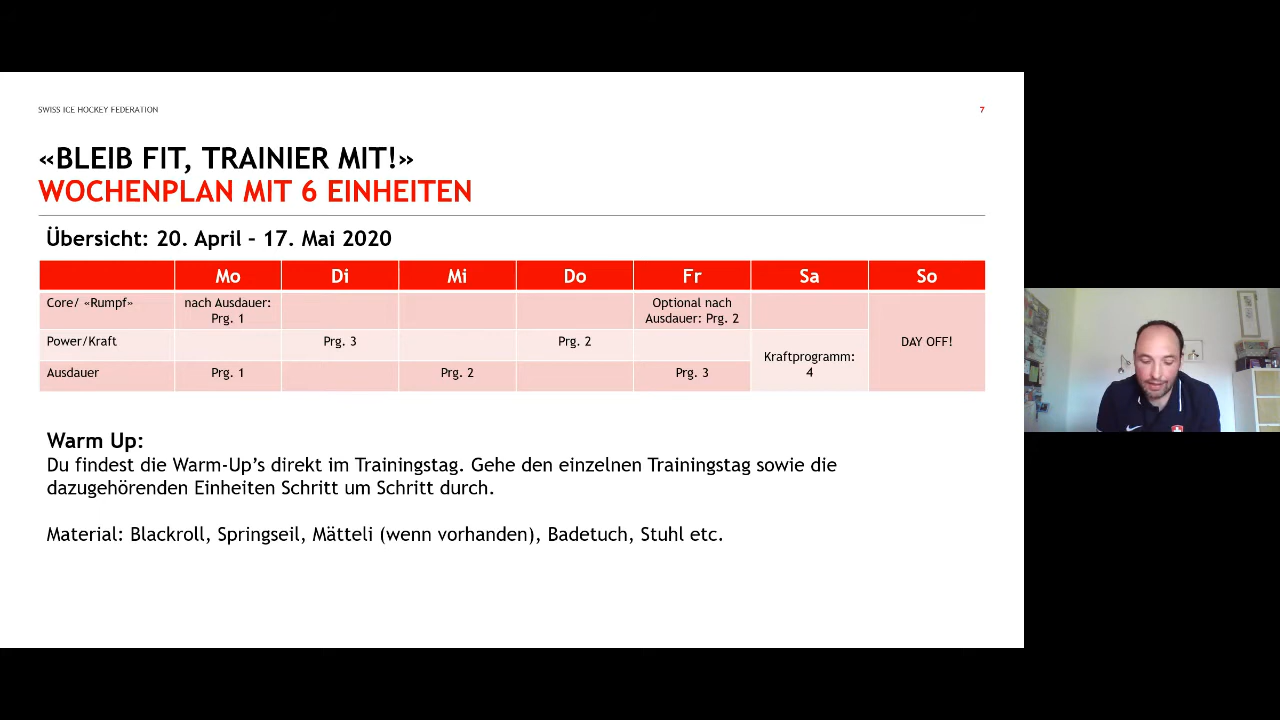 SWISS ICE HOCKEY FEDERATION
7
«BLEIB FIT, TRAINIER MIT!»
WOCHENPLAN MIT 6 EINHEITEN
Übersicht: 20. April – 17. Mai 2020
Mo Di Mi Do Fr Sa So
Core/ «Rumpf»
nach Ausdauer:
Prg. 1
Optional nach
Ausdauer: Prg. 2
Power/Kraft
Prg. 3
Prg. 2
Kraftprogramm:
4
DAY OFF!
Ausdauer
Prg. 1
Prg. 2
Prg. 3
Warm Up:
Du findest die Warm-Up’s direkt im Trainingstag. Gehe den einzelnen Trainingstag sowie die
dazugehörenden Einheiten Schritt um Schritt durch.
Material: Blackroll, Springseil, Mätteli (wenn vorhanden), Badetuch, Stuhl etc.